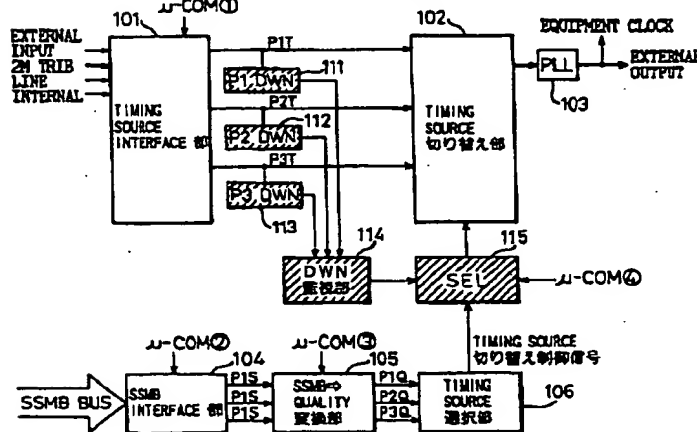 μ-COM①
101
102
EQUIPMENT CLOCK
EXTERNAL
INPUT
2M TRIB
LINE
INTERNAL
TIMING
SOURCE
INTERFACE 部
P1T
P1 DWN
111
P2T
P2 DWN
112
P3T
P3 DWN
113
TIMING
SOURCE
切り替え部
PLL
103
EXTERNAL
OUTPUT
114
DWN
監視部
115
SEL
μ-COM④
TIMING SOURCE
切り替え制御信号
μ-COM②
104
μ-COM③
105
SSMB BUS
SSMB
INTERFACE 部
P1S
P1S
P1S
SSMB⇔
QUALITY
変換部
P1Q
P2Q
P3Q
TIMING
SOURCE
選択部
106